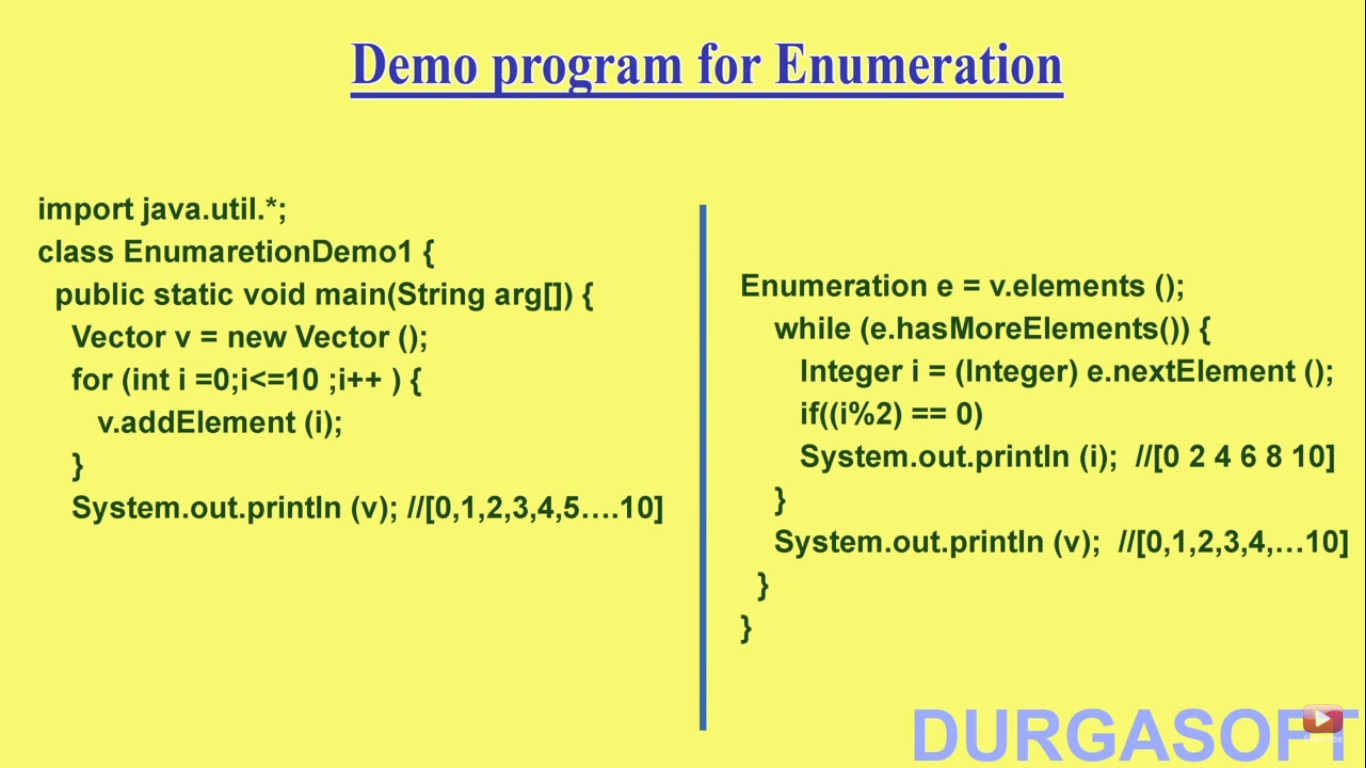 Demo program for Enumeration
import java.util.*;
class EnumaretionDemo1 {
public static void main(String arg[]) {
Vector v = new Vector ();
for (int i =0;i<=10 ;i++ ) {
v.addElement (i);
}
System.out.println (v); //[0,1,2,3,4,5....10]
Enumeration e = v.elements ();
while (e.hasMoreElements()) {
Integer i = (Integer) e.nextElement ();
if((i%2) == 0)
System.out.println (i);  //[0 2 4 6 8 10]
}
System.out.println (v);  //[0,1,2,3,4,...10]
}
}
DURGASOFT
Subscribe